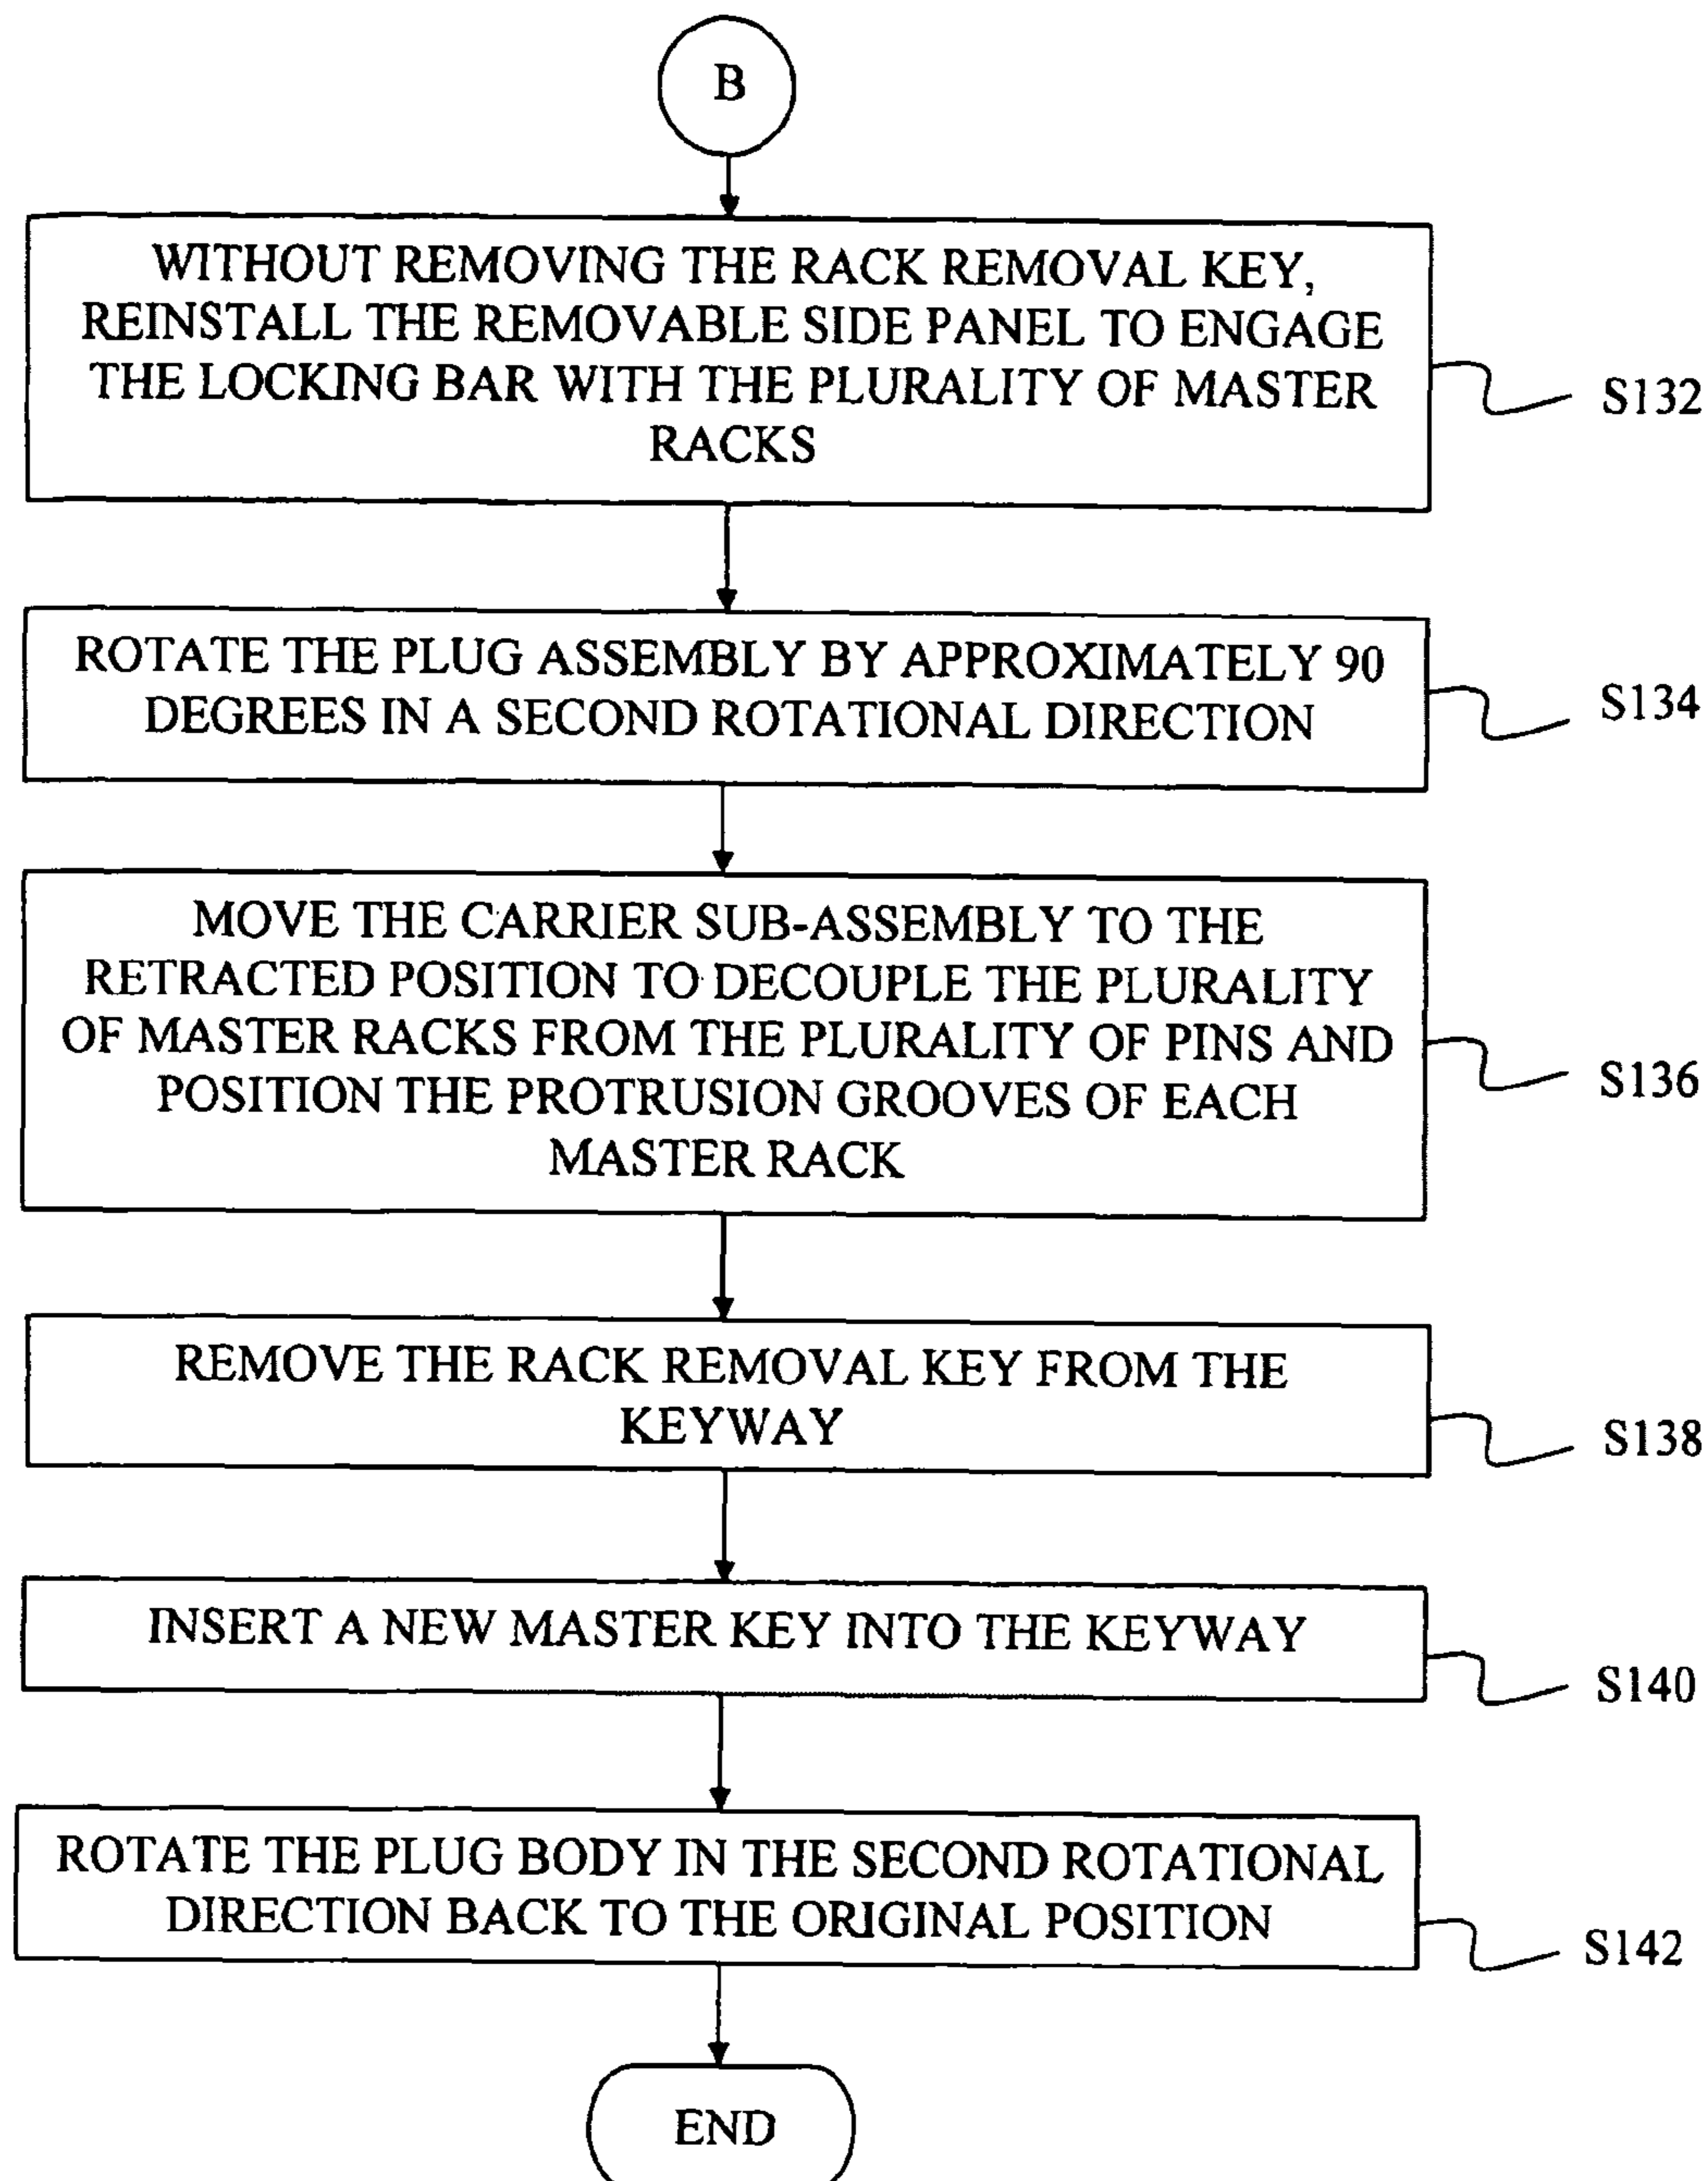 B
WITHOUT REMOVING THE RACK REMOVAL KEY,
REINSTALL THE REMOVABLE SIDE PANEL TO ENGAGE
THE LOCKING BAR WITH THE PLURALITY OF MASTER
RACKS
S132
ROTATE THE PLUG ASSEMBLY BY APPROXIMATELY 90
DEGREES IN A SECOND ROTATIONAL DIRECTION
S134
MOVE THE CARRIER SUB-ASSEMBLY TO THE
RETRACTED POSITION TO DECOUPLE THE PLURALITY
OF MASTER RACKS FROM THE PLURALITY OF PINS AND
POSITION THE PROTRUSION GROOVES OF EACH
MASTER RACK
S136
REMOVE THE RACK REMOVAL KEY FROM THE
KEYWAY
S138
INSERT A NEW MASTER KEY INTO THE KEYWAY
S140
ROTATE THE PLUG BODY IN THE SECOND ROTATIONAL
DIRECTION BACK TO THE ORIGINAL POSITION
S142
END